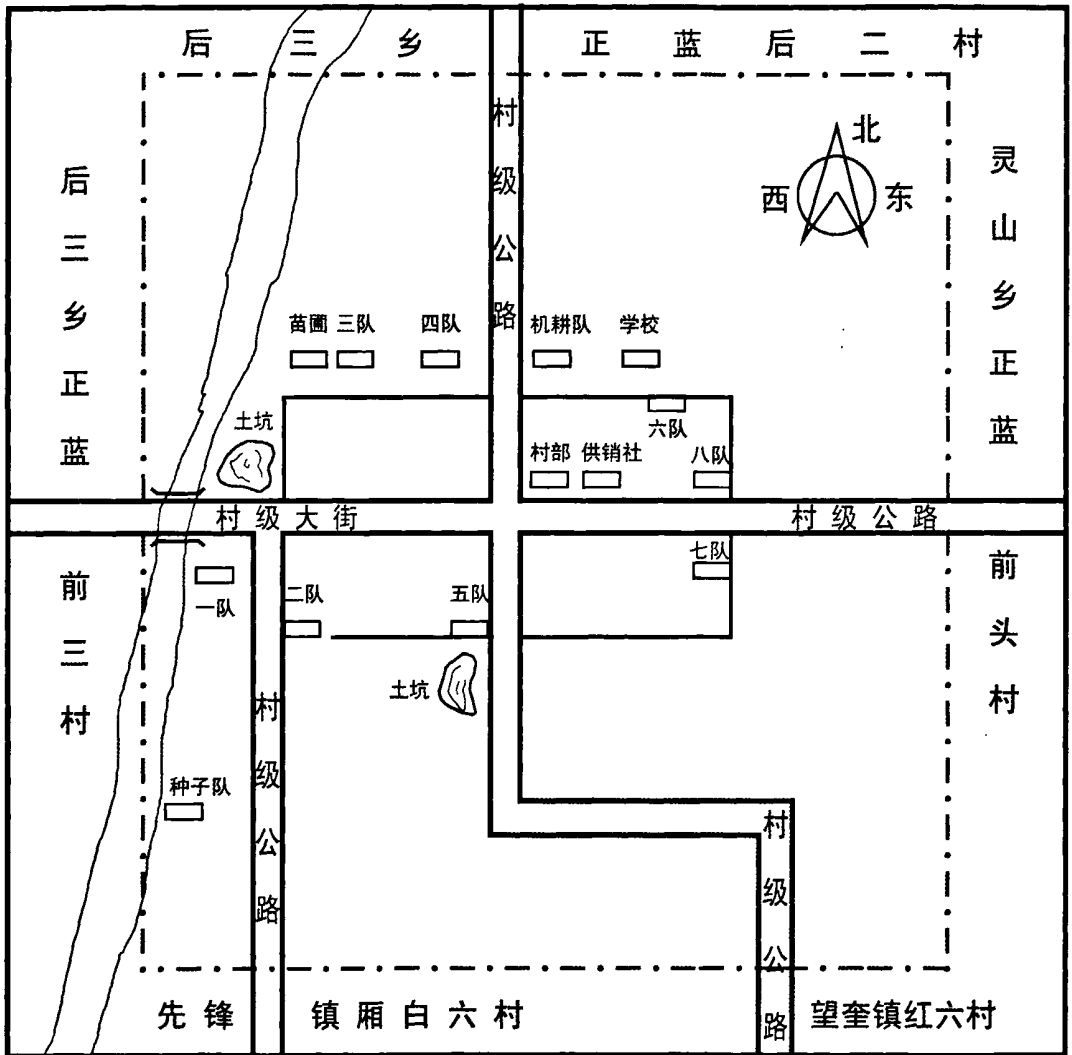 后三乡 正蓝后二村
北
西 东
后三乡正蓝
灵山乡正蓝
村级公路
苗圃 三队 四队 机耕队 学校
土坑
六队
村部 供销社 八队
村级大街 村级公路
前三村
前头村
一队 二队 五队 七队
土坑
村级公路
种子队
村级公路
先锋 镇厢白六村 望奎镇红六村